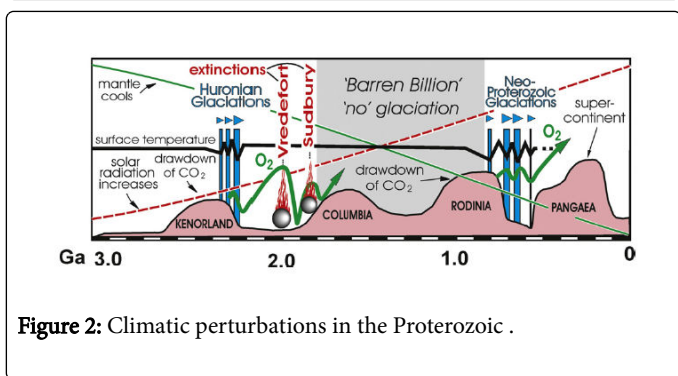 extinctions
mantle
cools
Huronian
Glaciations
Vredefort
Sudbury
'Barren Billion'
'no' glaciation
Neo-
Proterozoic
Glaciations
super-
continent
surface temperature
solar
radiation
increases
drawdown
of CO2
O2
drawdown
of CO2
O2
KENORLAND
COLUMBIA
RODINIA
PANGAEA
Ga 3.0 2.0 1.0 0
Figure 2: Climatic perturbations in the Proterozoic .